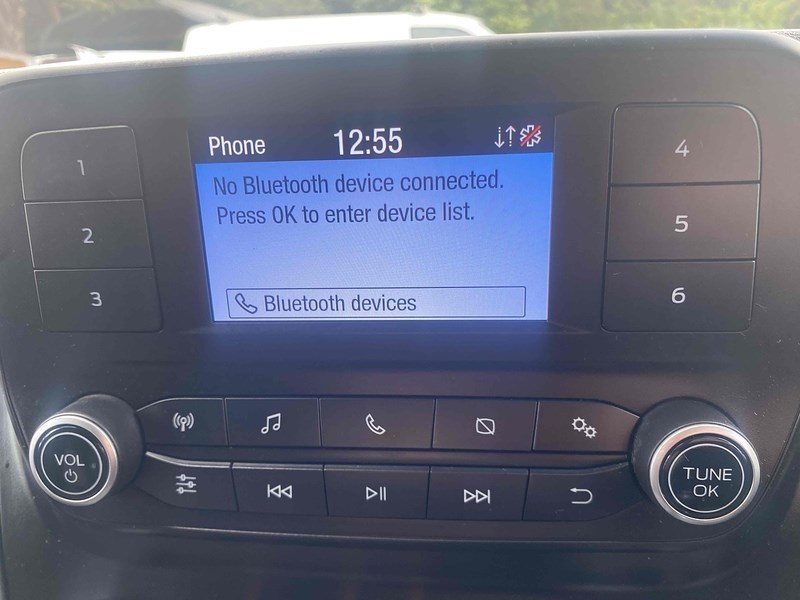 Phone 12:55
No Bluetooth device connected.
Press OK to enter device list.
Bluetooth devices
1
2
3
4
5
6
VOL
TUNE
OK